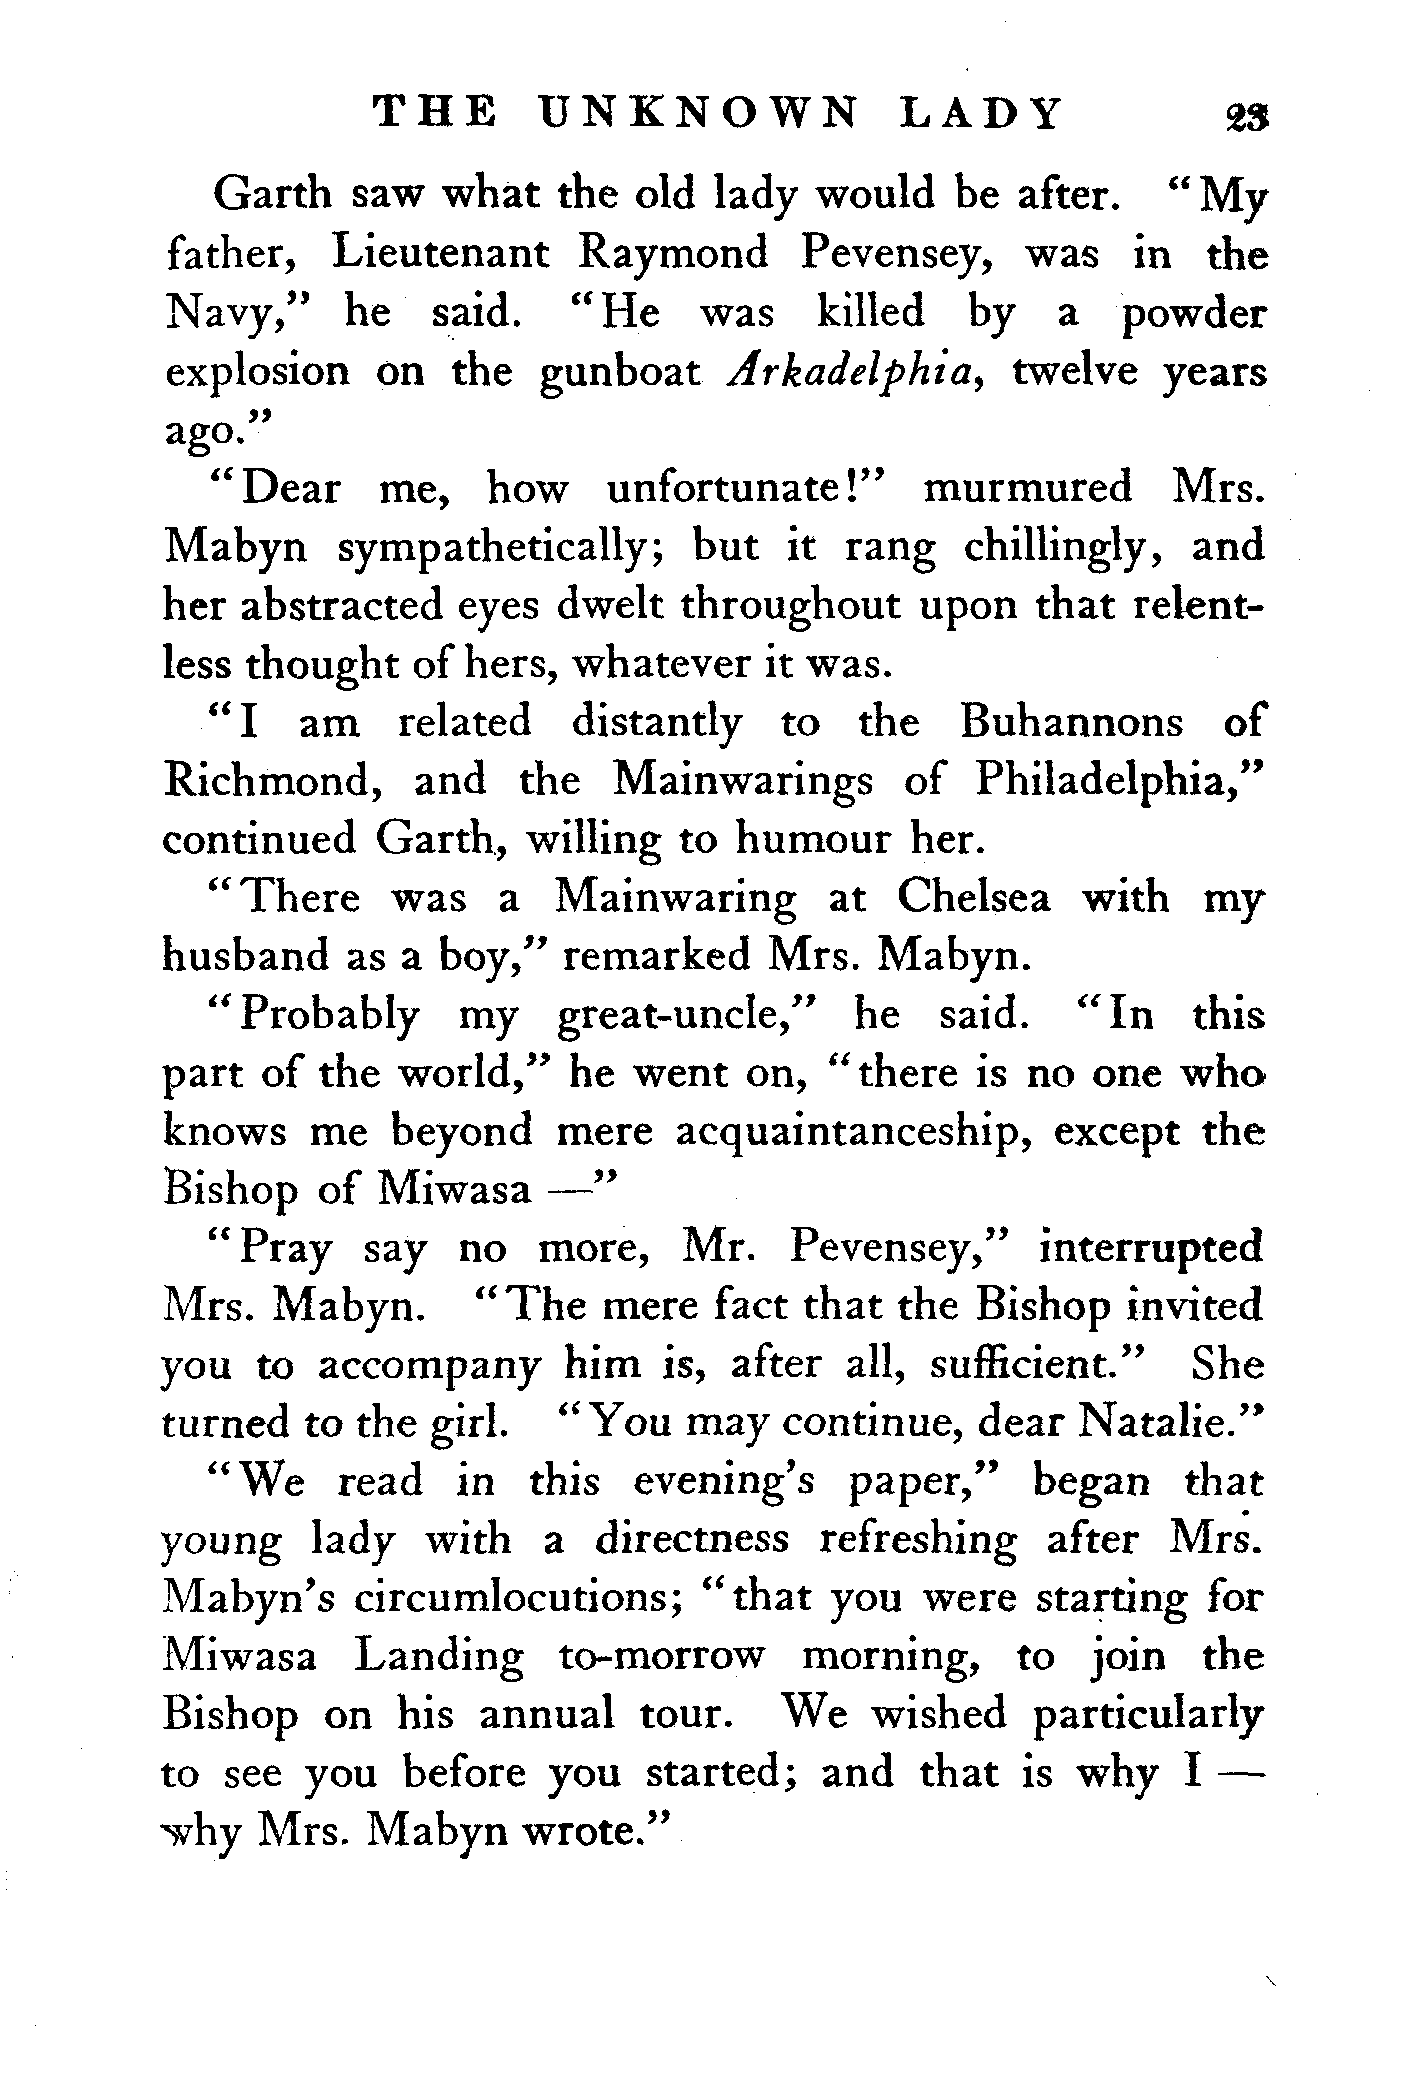 THE UNKNOWN LADY 23
Garth saw what the old lady would be after. "My
father, Lieutenant Raymond Pevensey, was in the
Navy," he said. "He was killed by a powder
explosion on the gunboat Arkadelphia, twelve years
ago."
"Dear me, how unfortunate!" murmured Mrs.
Mabyn sympathetically; but it rang chillingly, and
her abstracted eyes dwelt throughout upon that relent-
less thought of hers, whatever it was.
"I am related distantly to the Buhannons of
Richmond, and the Mainwarings of Philadelphia,"
continued Garth, willing to humour her.
"There was a Mainwaring at Chelsea with my
husband as a boy," remarked Mrs. Mabyn.
"Probably my great-uncle," he said. "In this
part of the world," he went on, "there is no one who
knows me beyond mere acquaintanceship, except the
Bishop of Miwasa —"
"Pray say no more, Mr. Pevensey," interrupted
Mrs. Mabyn. "The mere fact that the Bishop invited
you to accompany him is, after all, sufficient." She
turned to the girl. "You may continue, dear Natalie."
"We read in this evening's paper," began that
young lady with a directness refreshing after Mrs.
Mabyn's circumlocutions; "that you were starting for
Miwasa Landing to-morrow morning, to join the
Bishop on his annual tour. We wished particularly
to see you before you started; and that is why I —
why Mrs. Mabyn wrote."